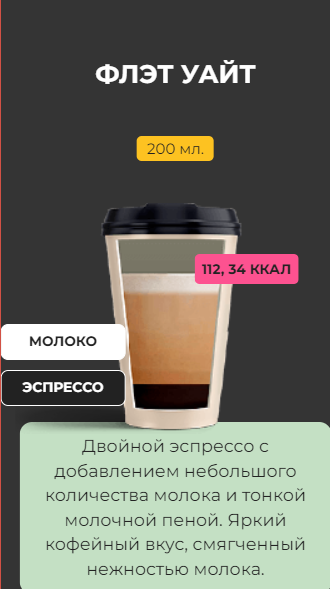 ФЛЭТ УАЙТ
200 мл.
112, 34 ККАЛ
МОЛОКО
ЭСПРЕССО
Двойной эспрессо с
добавлением небольшого
количества молока и тонкой
молочной пеной. Яркий
кофейный вкус, смягченный
нежностью молока.